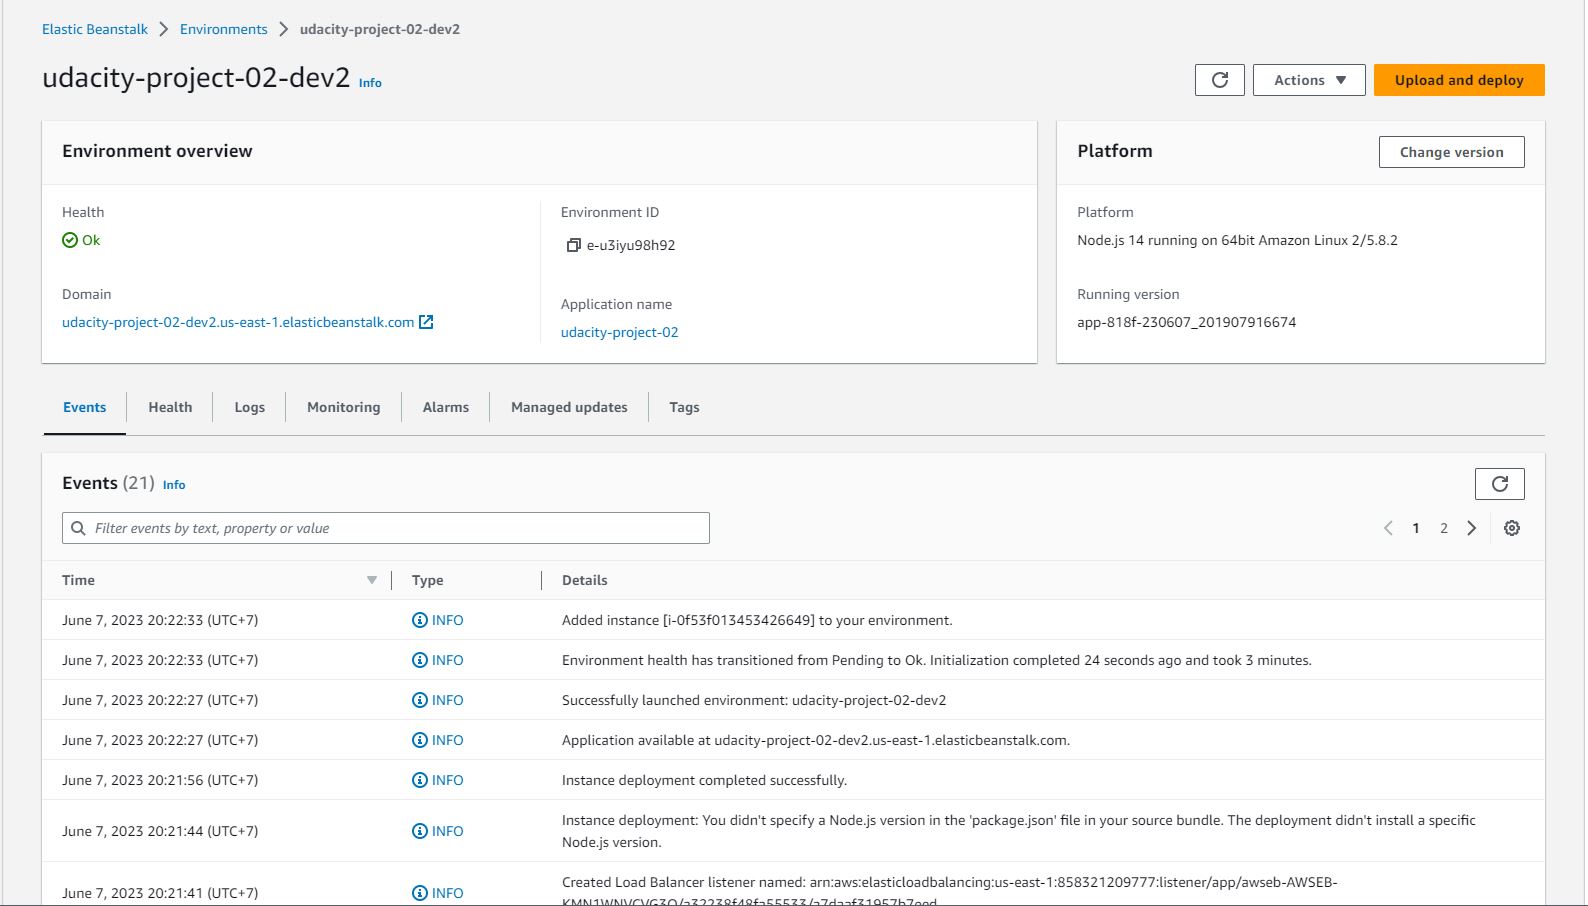 Elastic Beanstalk > Environments > udacity-project-02-dev2
udacity-project-02-dev2 Info
Actions
Upload and deploy
Environment overview
Health
Ok
Domain
udacity-project-02-dev2.us-east-1.elasticbeanstalk.com
Environment ID
e-u3iyu98h92
Application name
udacity-project-02
Platform
Change version
Platform
Node.js 14 running on 64bit Amazon Linux 2/5.8.2
Running version
app-818f-230607_201907916674
Events Health Logs Monitoring Alarms Managed updates Tags
Events (21) Info
Filter events by text, property or value
1 2
Time Type Details
June 7, 2023 20:22:33 (UTC+7) INFO Added instance [i-0f53f013453426649] to your environment.
June 7, 2023 20:22:33 (UTC+7) INFO Environment health has transitioned from Pending to Ok. Initialization completed 24 seconds ago and took 3 minutes.
June 7, 2023 20:22:27 (UTC+7) INFO Successfully launched environment: udacity-project-02-dev2
June 7, 2023 20:22:27 (UTC+7) INFO Application available at udacity-project-02-dev2.us-east-1.elasticbeanstalk.com.
June 7, 2023 20:21:56 (UTC+7) INFO Instance deployment completed successfully.
June 7, 2023 20:21:44 (UTC+7) INFO Instance deployment: You didn't specify a Node.js version in the 'package.json' file in your source bundle. The deployment didn't install a specific
Node.js version.
June 7, 2023 20:21:41 (UTC+7) INFO Created Load Balancer listener named: arn:aws:elasticloadbalancing:us-east-1:858321209777:listener/app/awseb-AWSEB-